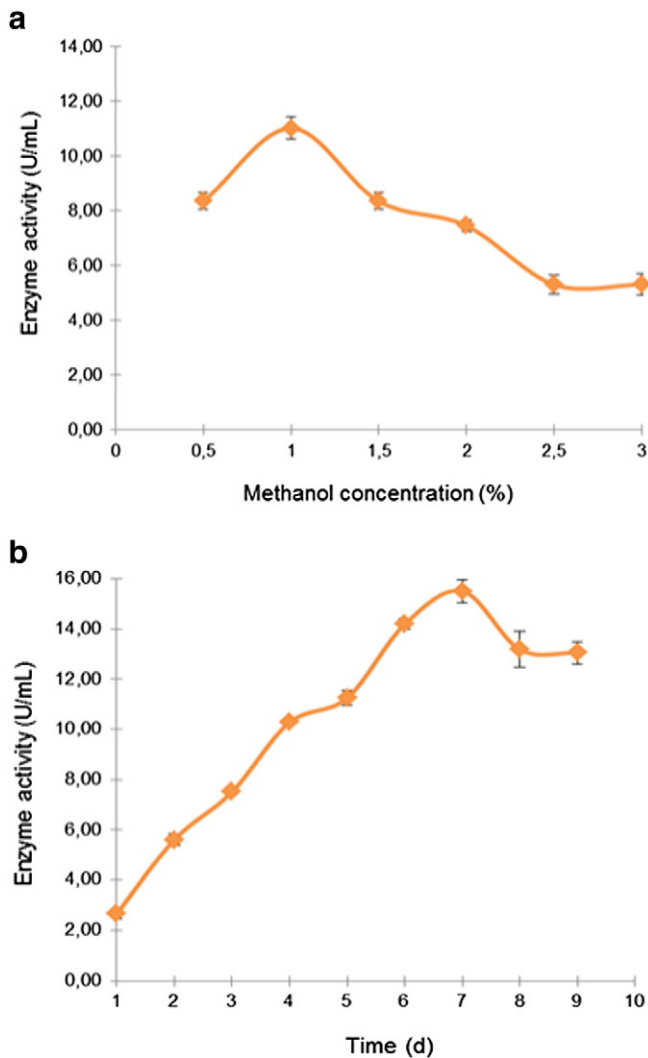 a
14,00
12,00
10,00
8,00
6,00
4,00
2,00
0,00
Enzyme activity (U/mL)
0 0,5 1 1,5 2 2,5 3
Methanol concentration (%)
b
16,00
14,00
12,00
10,00
8,00
6,00
4,00
2,00
0,00
Enzyme activity (U/mL)
1 2 3 4 5 6 7 8 9 10
Time (d)